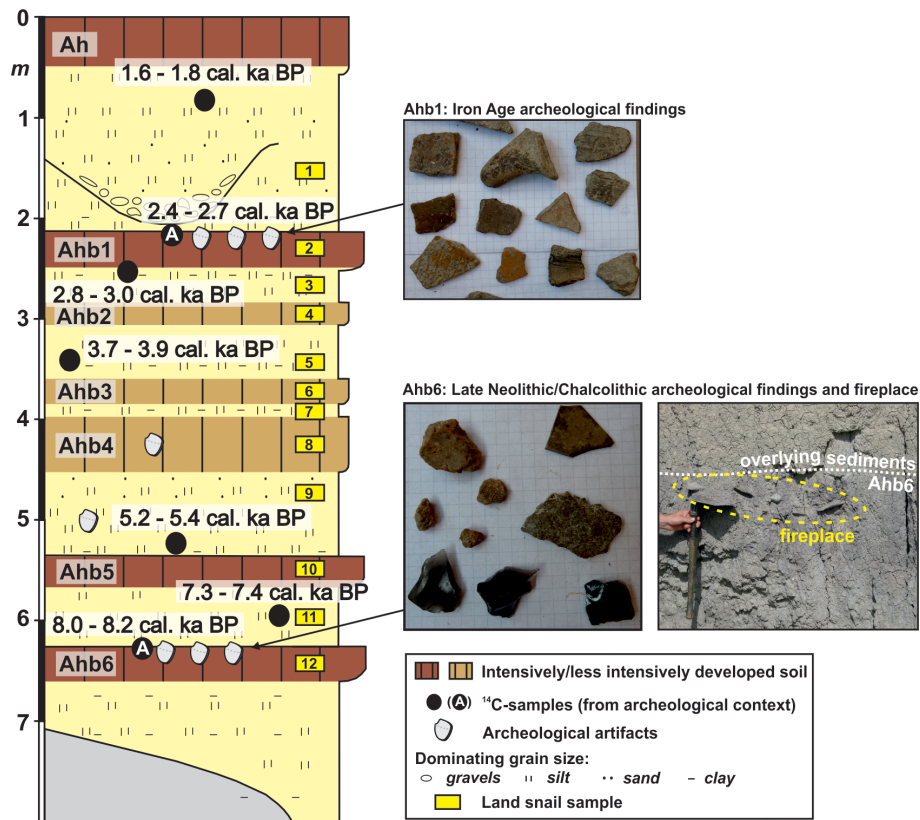 0
m
Ah
1.6 - 1.8 cal. ka BP
1
1
2
2.4 - 2.7 cal. ka BP
A
Ahb1
2
3
2.8 - 3.0 cal. ka BP
Ahb2
4
3
3.7 - 3.9 cal. ka BP
5
Ahb3
6
7
4
Ahb4
8
9
5
5.2 - 5.4 cal. ka BP
Ahb5
10
7.3 - 7.4 cal. ka BP
6
11
8.0 - 8.2 cal. ka BP
A
Ahb6
12
7
Ahb1: Iron Age archeological findings
Ahb6: Late Neolithic/Chalcolithic archeological findings and fireplace
overlying sediments
Ahb6
fireplace
Intensively/less intensively developed soil
(A) ¹⁴C-samples (from archeological context)
Archeological artifacts
Dominating grain size:
gravels silt sand clay
Land snail sample